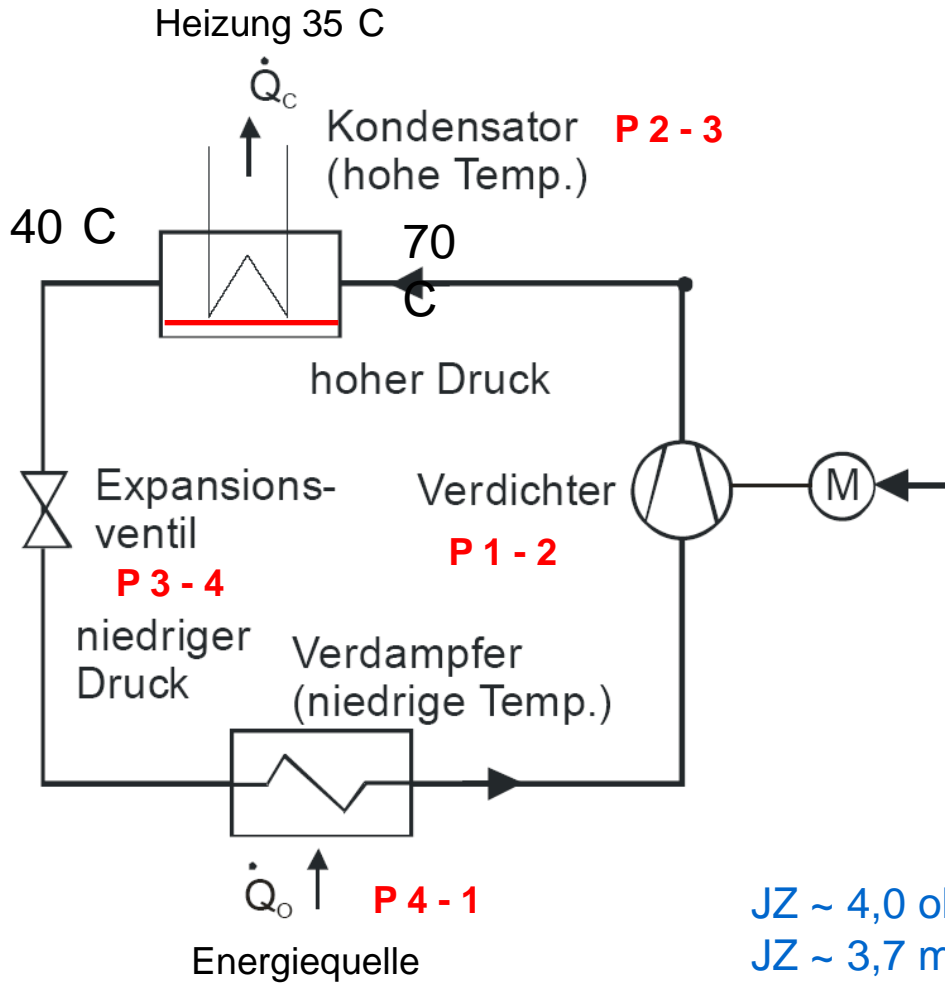 Heizung 35 C
Q̇c
Kondensator P 2 - 3
(hohe Temp.)
40 C
70
C
hoher Druck
Expansions-
ventil
P 3 - 4
Verdichter
P 1 - 2
M
niedriger
Druck
Verdampfer
(niedrige Temp.)
Q̇o
P 4 - 1
Energiequelle
JZ ~ 4,0
JZ ~ 3,7